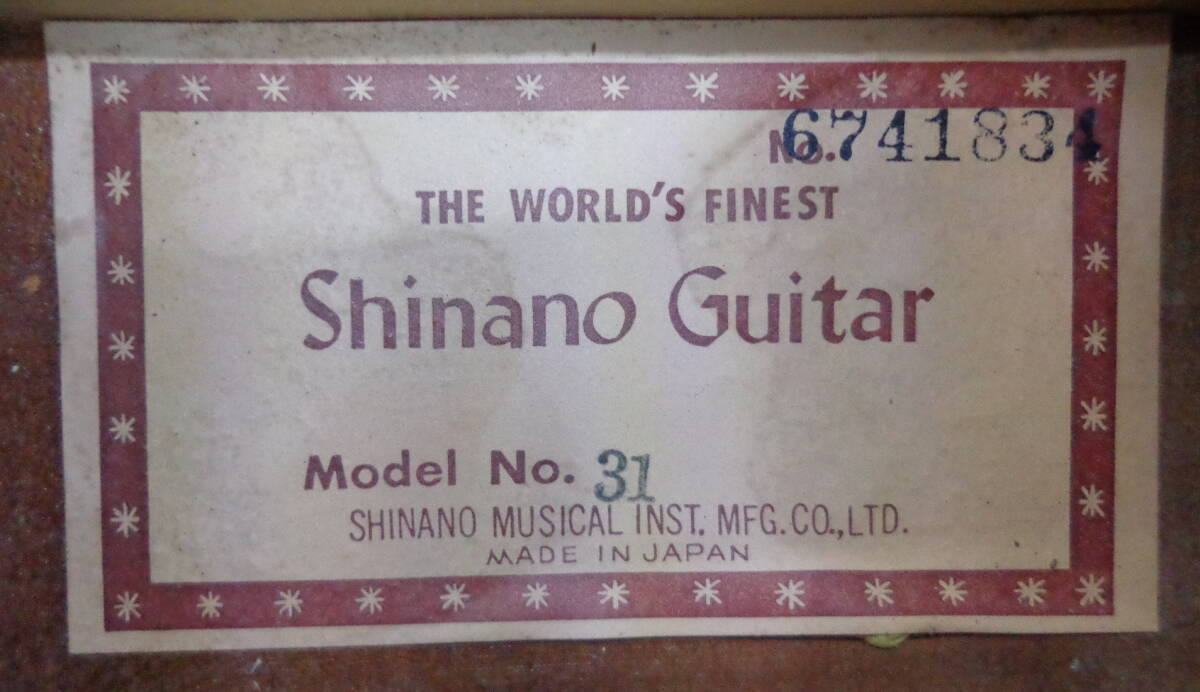 No. 6741834
THE WORLD'S FINEST
Shinano Guitar
Model No. 31
SHINANO MUSICAL INST. MFG. CO., LTD.
MADE IN JAPAN